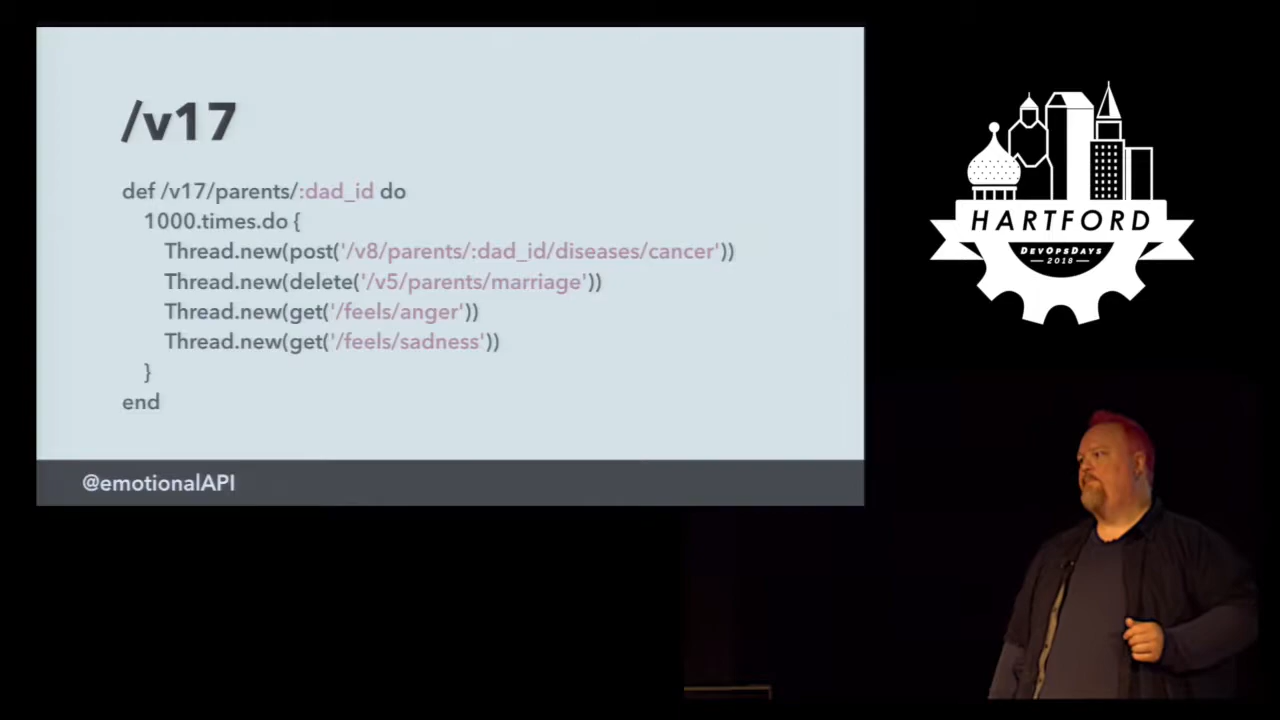 /v17
def /v17/parents/:dad_id do
1000.times.do {
Thread.new(post('/v8/parents/:dad_id/diseases/cancer'))
Thread.new(delete('/v5/parents/marriage'))
Thread.new(get('/feels/anger'))
Thread.new(get('/feels/sadness'))
}
end
@emotionalAPI
HARTFORD
DEVOPSDAYS
2018